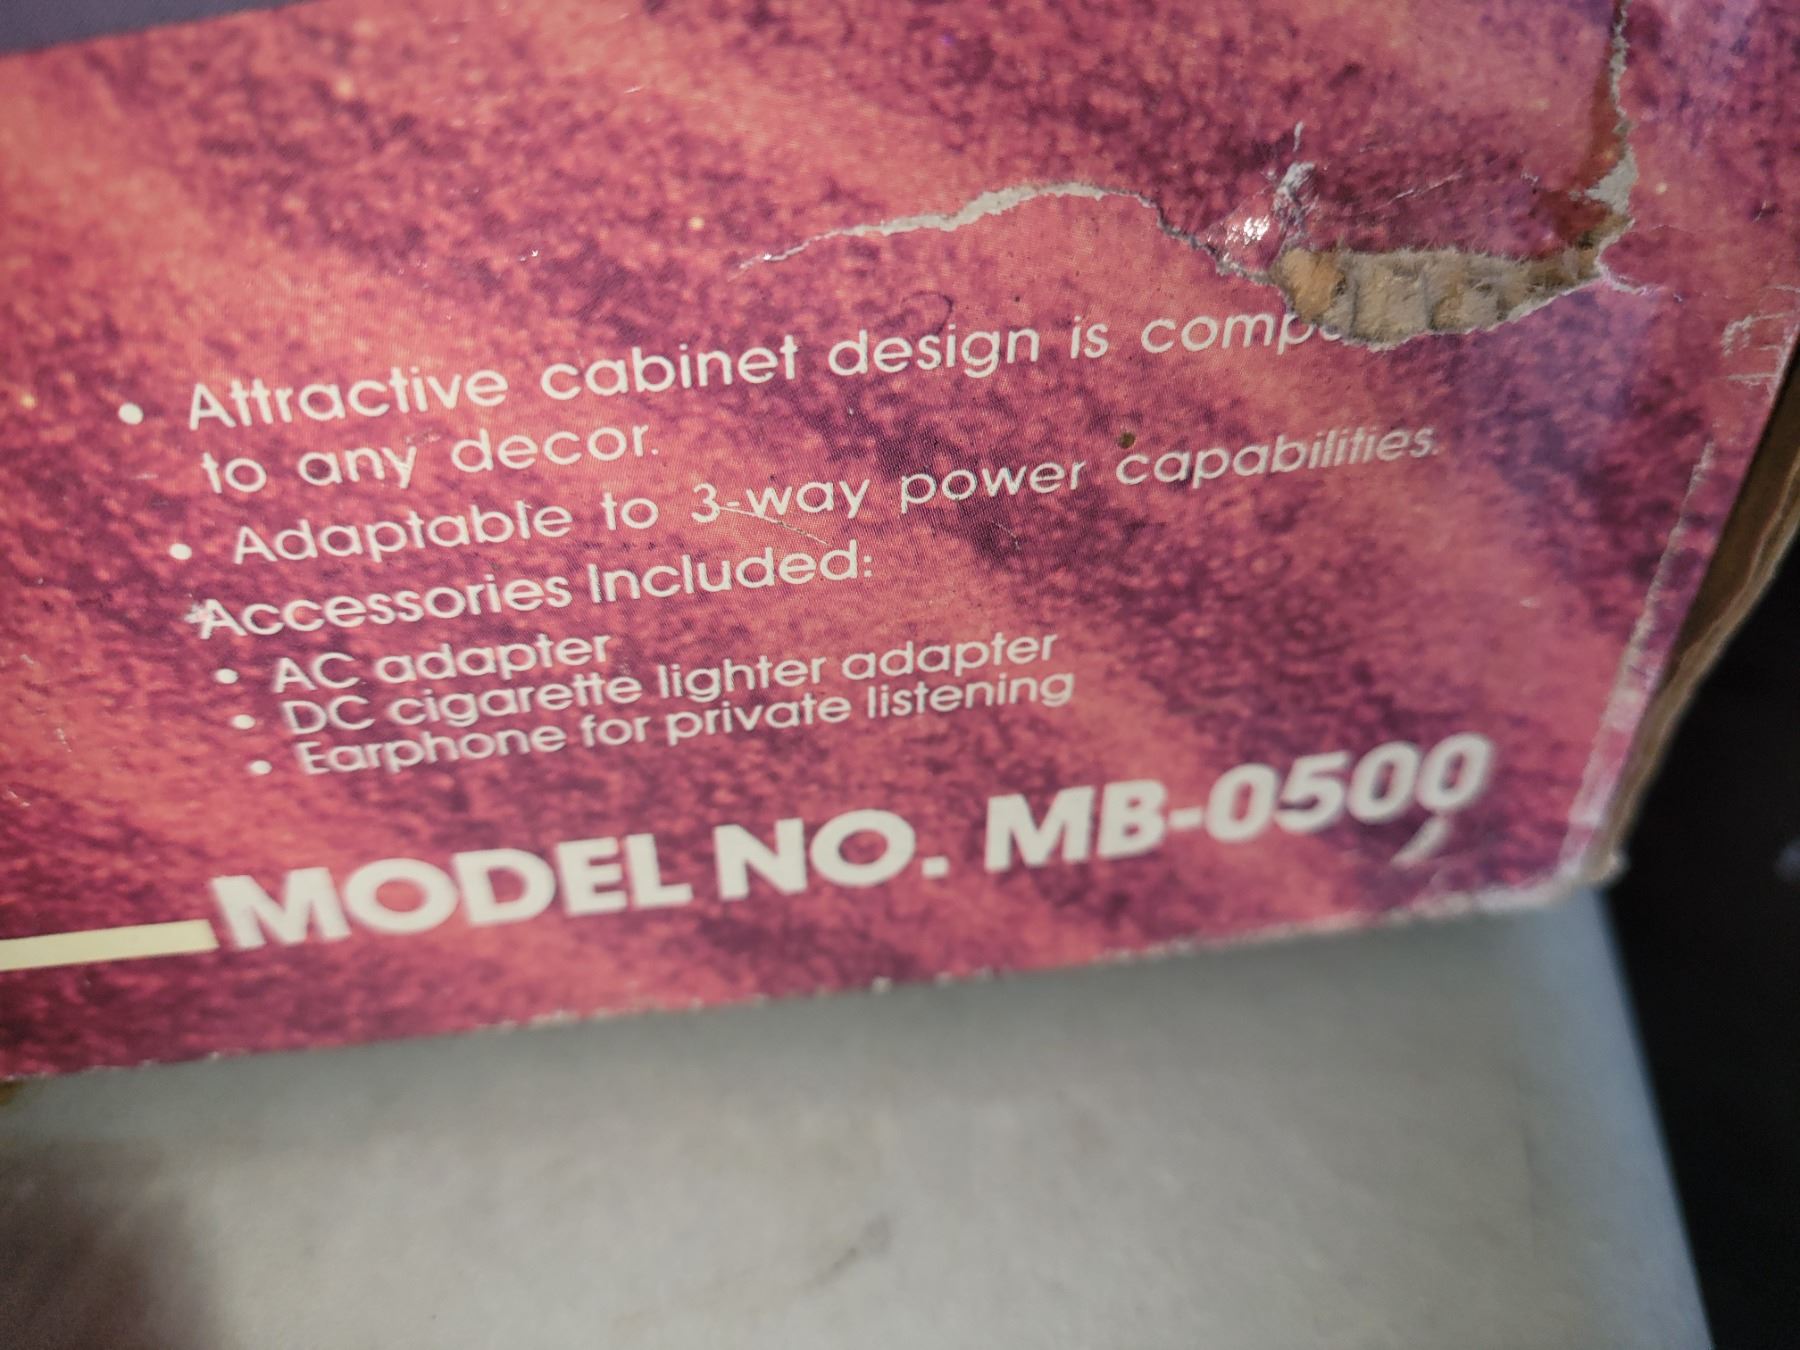 • Attractive cabinet design is
to any decor.
• Adaptable to 3-way power capabilities.
*Accessories Included:
• AC adapter
• DC cigarette lighter adapter
• Earphone for private listening
MODEL NO. MB-0500